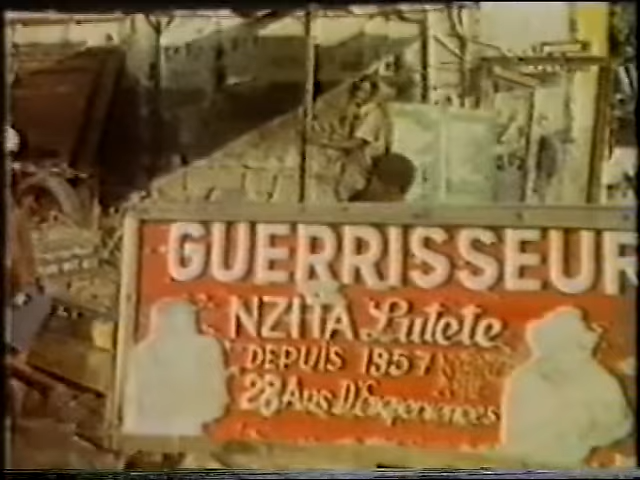 GUERRISSEUR
NZITA Lutete
DEPUIS 1957
28 Ans D'Experiences